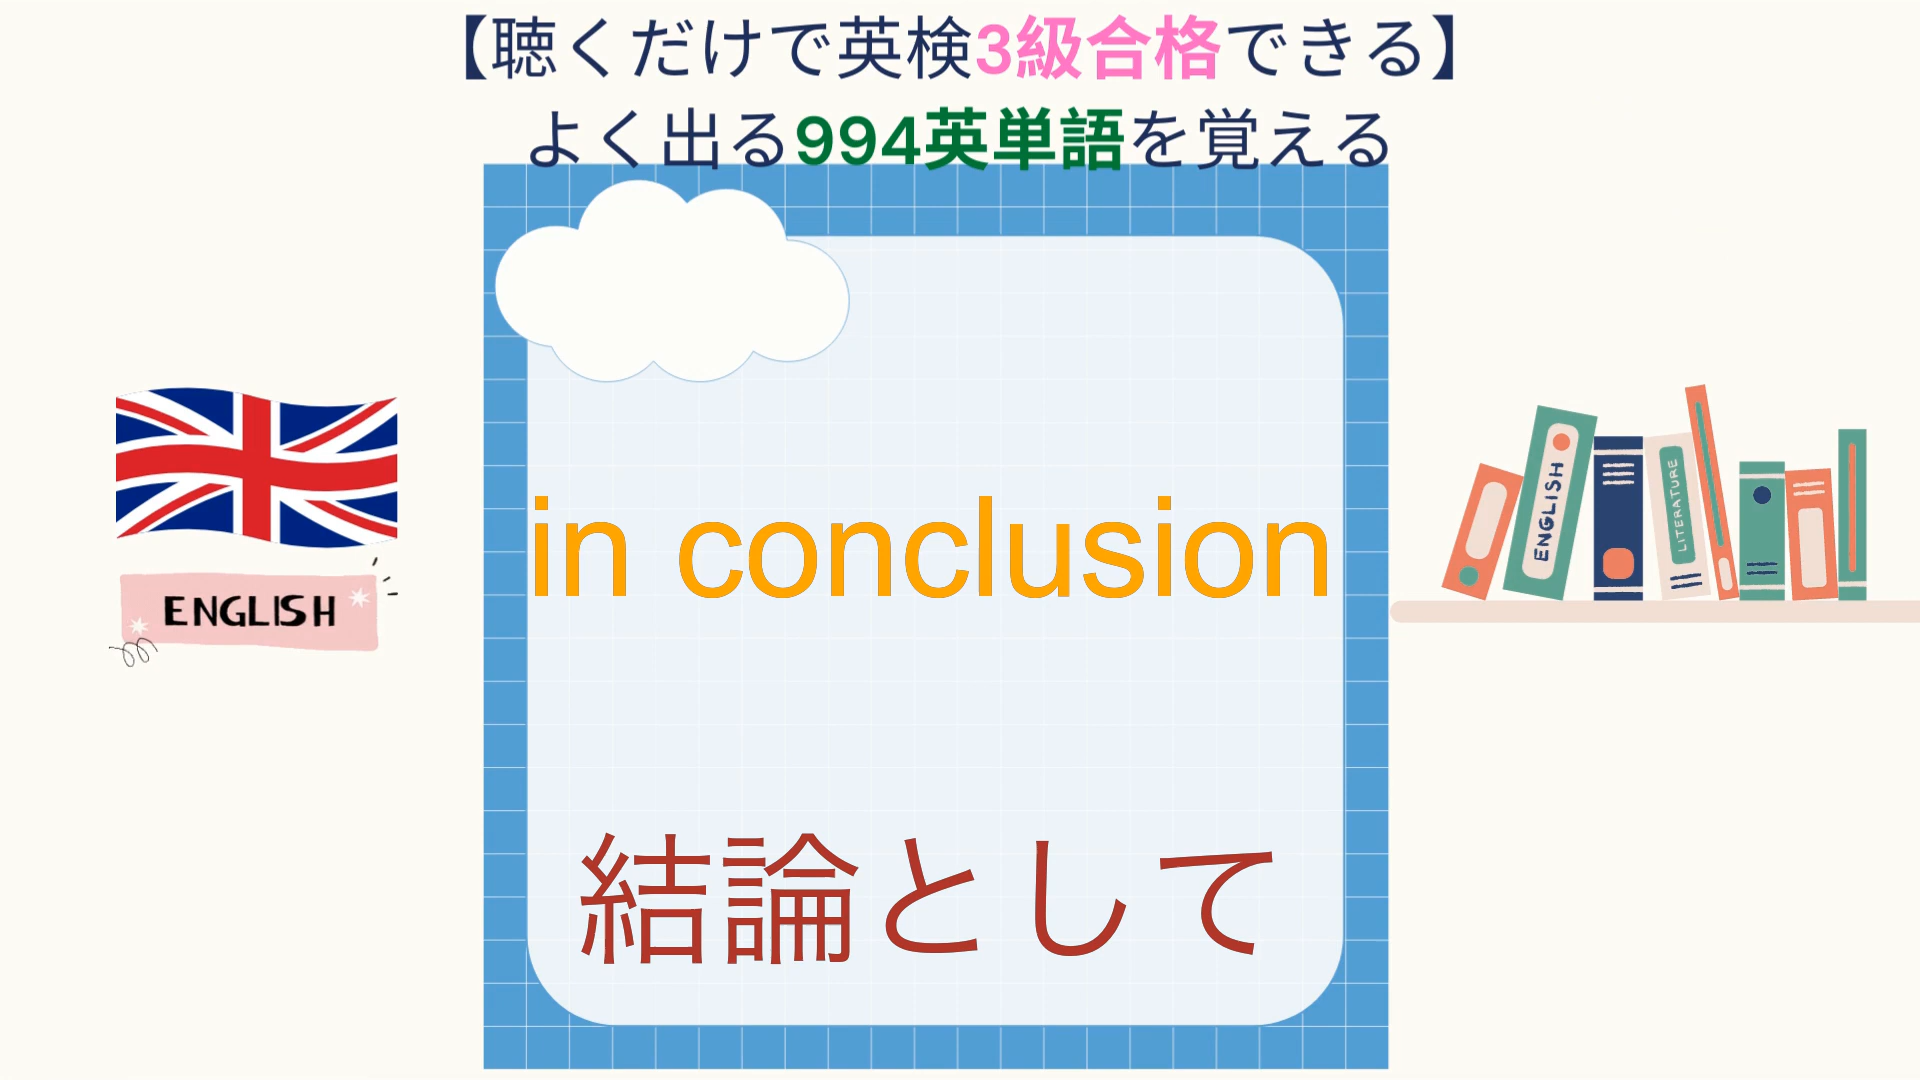 【聴くだけで英検3級合格できる】
よく出る994英単語を覚える
in conclusion
結論として
ENGLISH
ENGLISH
LITERATURE